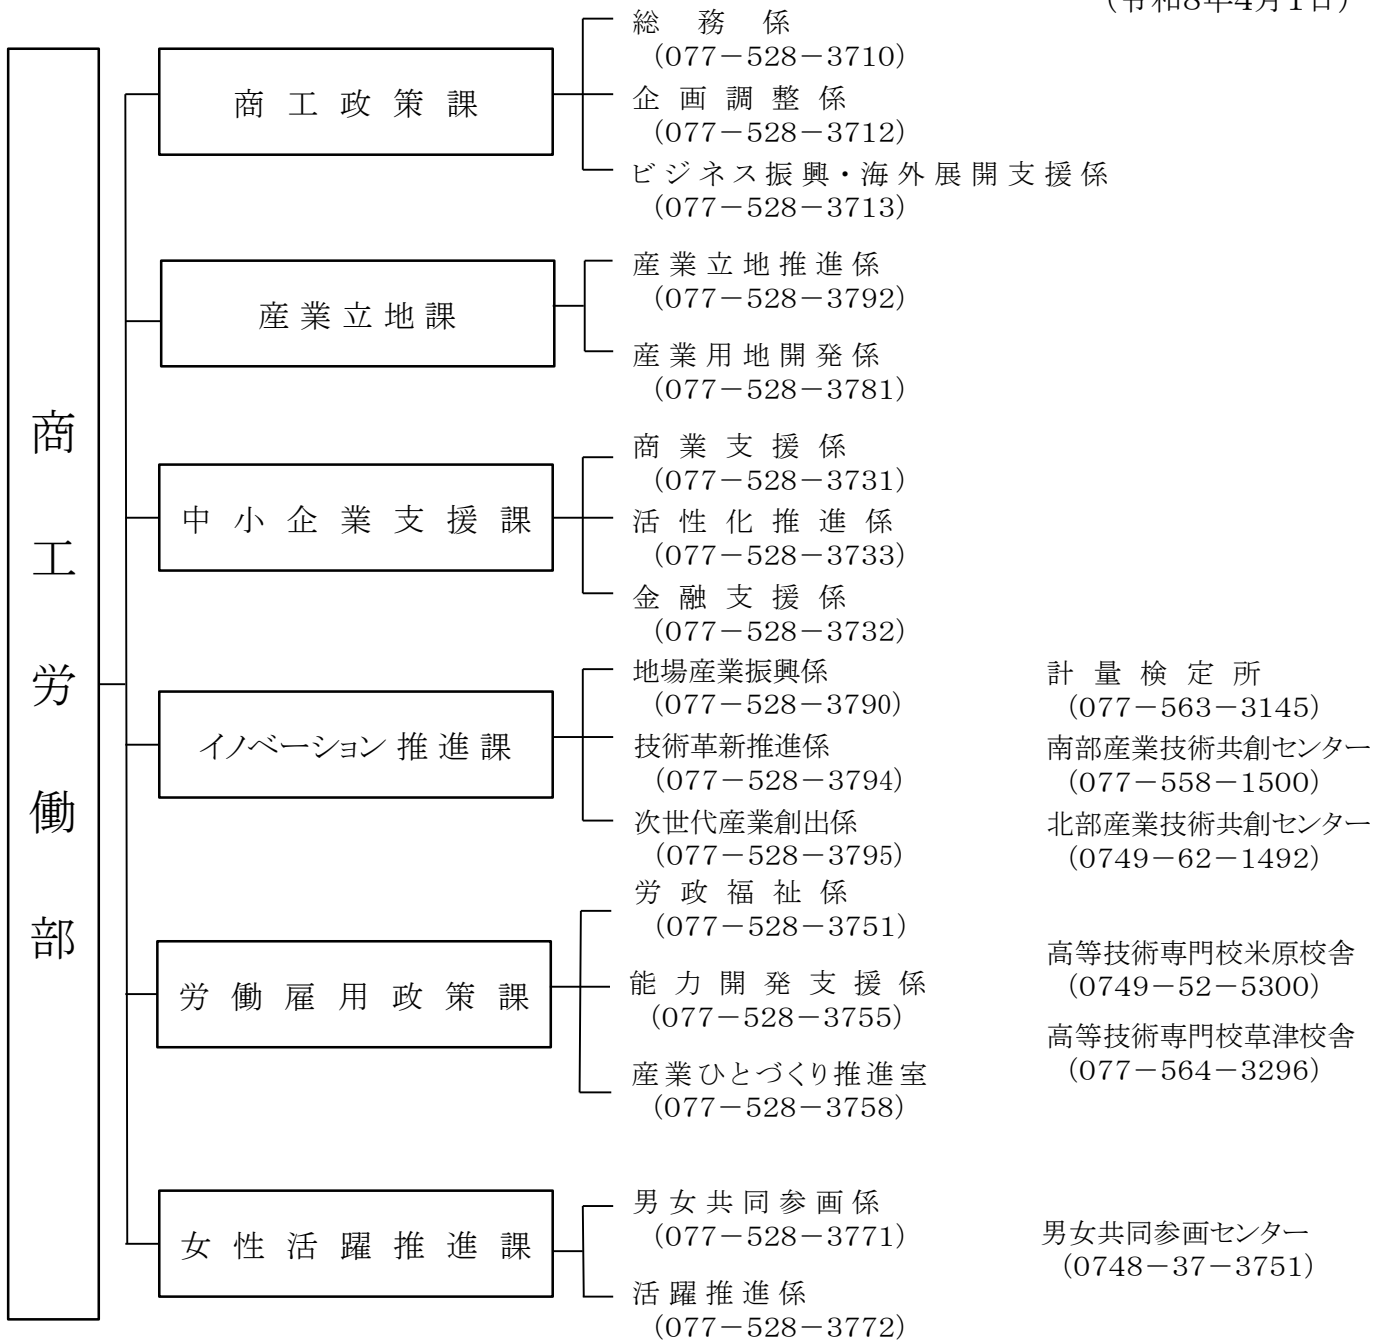 （令和8年4月1日）
商工労働部
商工政策課
総務係
（077－528－3710）
企画調整係
（077－528－3712）
ビジネス振興・海外展開支援係
（077－528－3713）
産業立地課
産業立地推進係
（077－528－3792）
産業用地開発係
（077－528－3781）
中小企業支援課
商業支援係
（077－528－3731）
活性化推進係
（077－528－3733）
金融支援係
（077－528－3732）
イノベーション推進課
地場産業振興係
（077－528－3790）
技術革新推進係
（077－528－3794）
次世代産業創出係
（077－528－3795）
計量検定所
（077－563－3145）
南部産業技術共創センター
（077－558－1500）
北部産業技術共創センター
（0749－62－1492）
労働雇用政策課
労政福祉係
（077－528－3751）
能力開発支援係
（077－528－3755）
産業ひとづくり推進室
（077－528－3758）
高等技術専門校米原校舎
（0749－52－5300）
高等技術専門校草津校舎
（077－564－3296）
女性活躍推進課
男女共同参画係
（077－528－3771）
活躍推進係
（077－528－3772）
男女共同参画センター
（0748－37－3751）